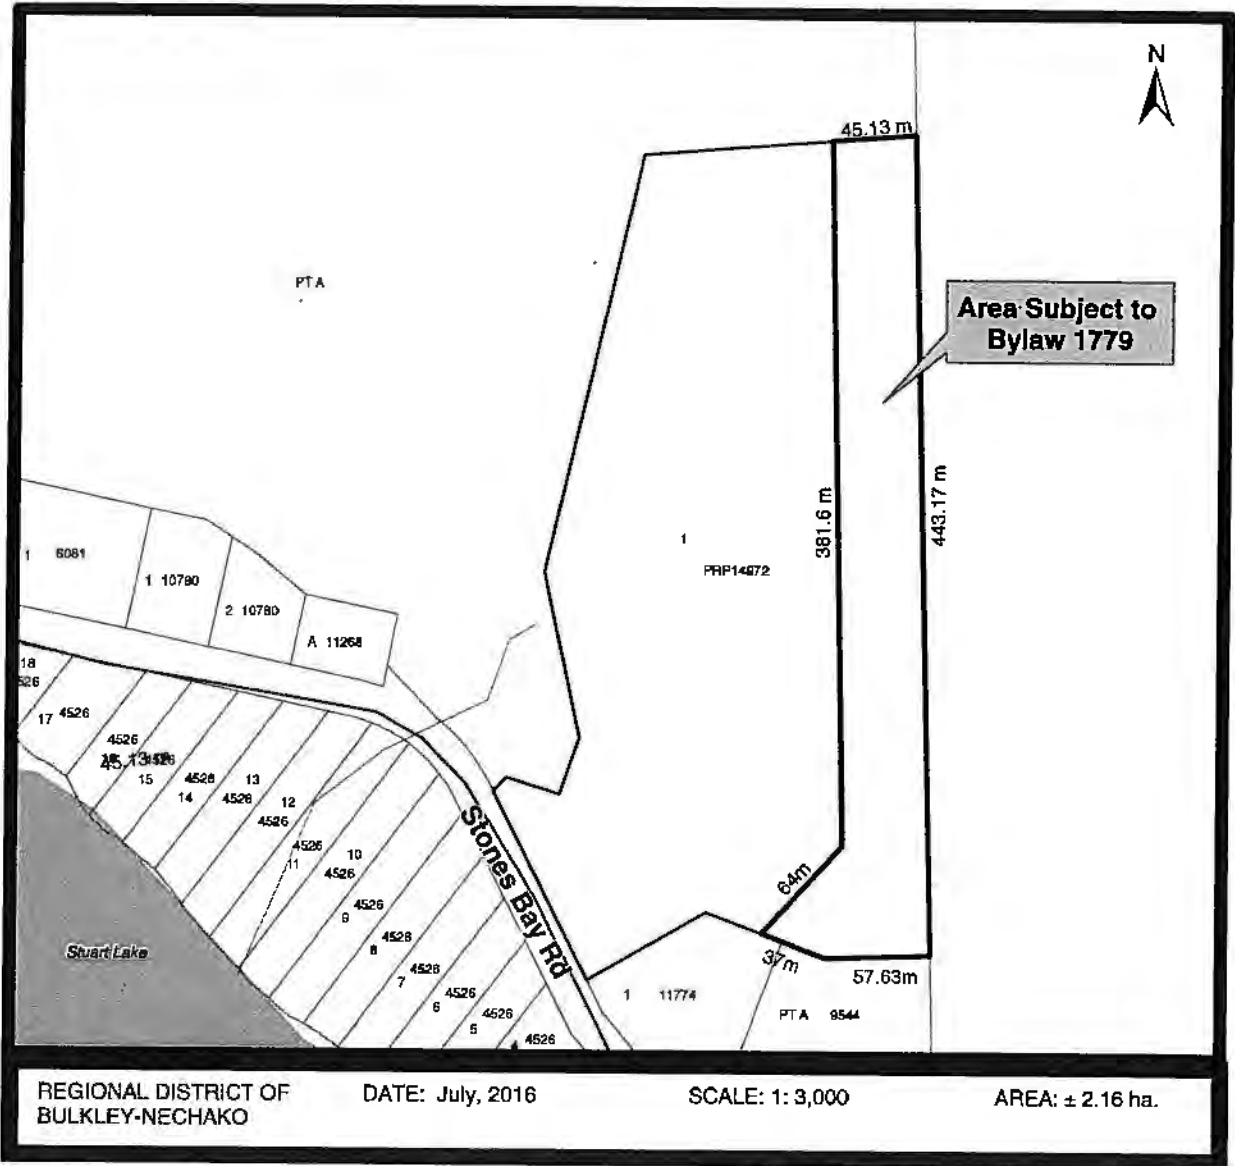 N
45.13 m
PT A
Area Subject to
Bylaw 1779
381.6 m
443.17 m
1 6081
1 10780
2 10780
A 11268
1
PRP14972
18
526
17 4526
4526
45.13
15
4526
14
13
4526
12
4526
4526
11
10
4526
4526
9
4526
8
4526
7
4526
6
4526
5
4526
Stones Bay Rd
64m
37m
57.63m
1 11774
PT A 9544
Stuart Lake
REGIONAL DISTRICT OF
BULKLEY-NECHAKO
DATE: July, 2016
SCALE: 1: 3,000
AREA: ± 2.16 ha.